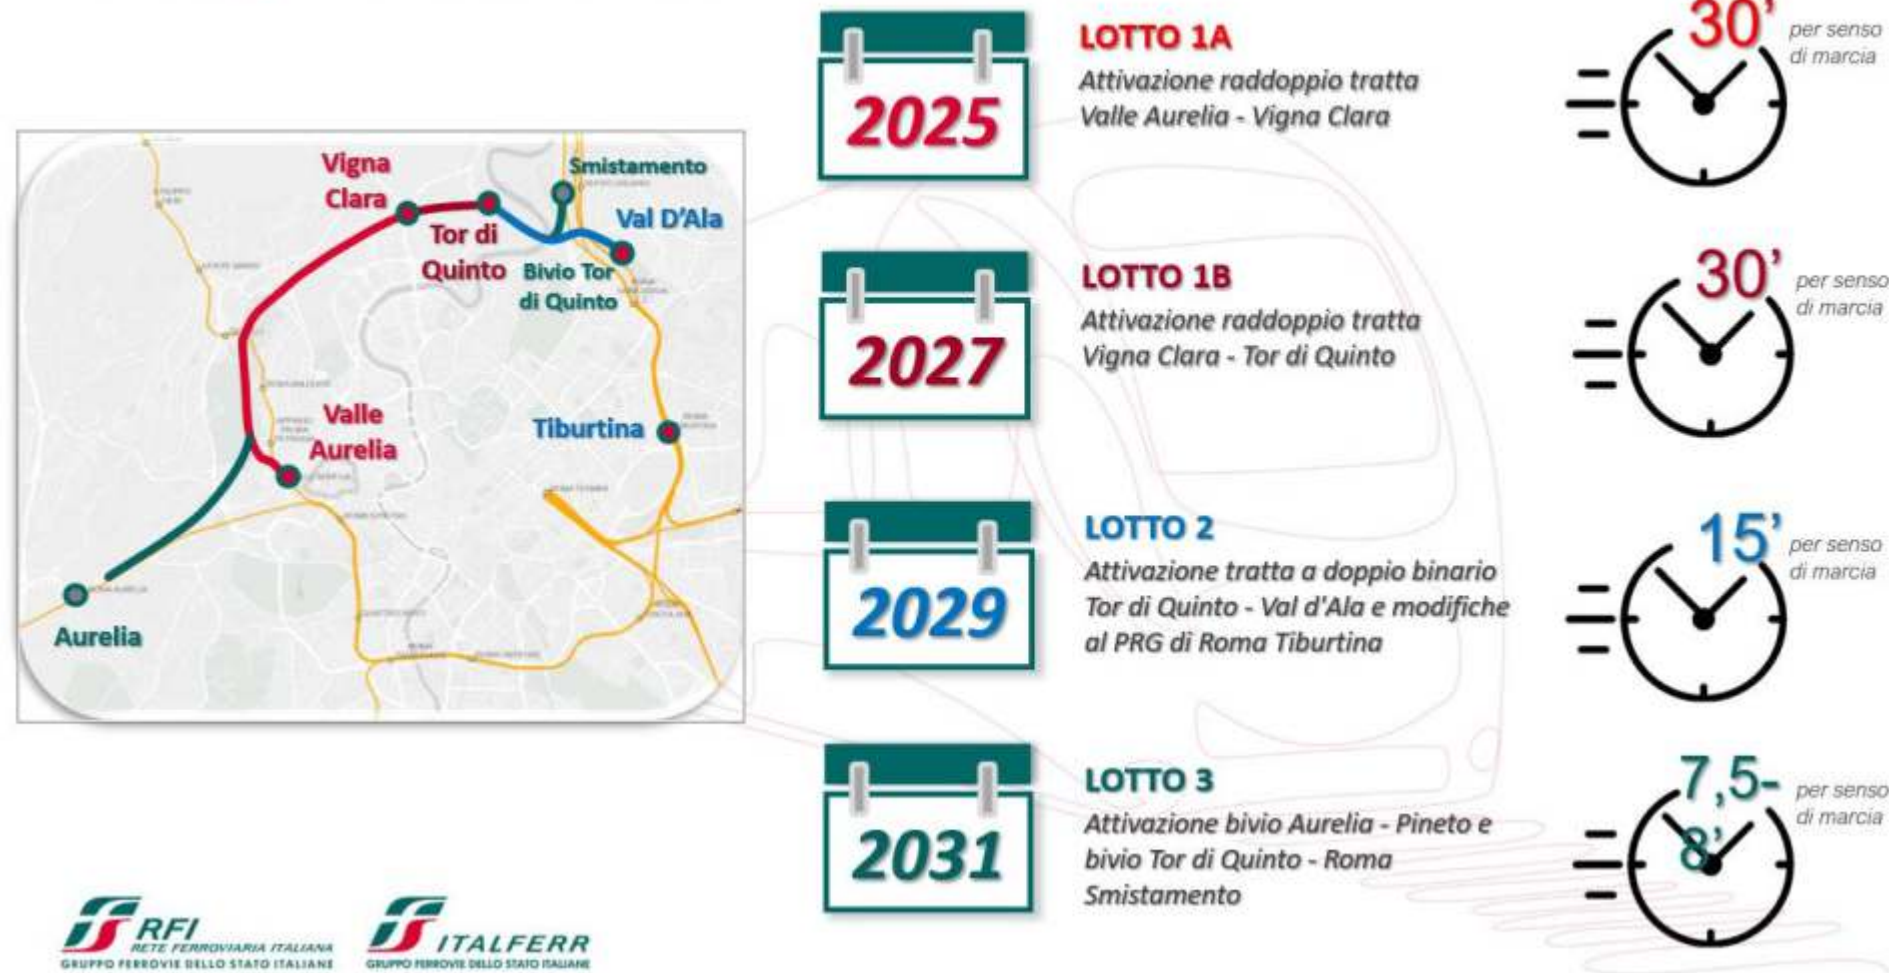 Vigna
Clara
Smistamento
Val D'Ala
Tor di
Quinto
Bivio Tor
di Quinto
Valle
Aurelia
Tiburtina
Aurelia
2025
LOTTO 1A
Attivazione raddoppio tratta
Valle Aurelia - Vigna Clara
30'
per senso
di marcia
2027
LOTTO 1B
Attivazione raddoppio tratta
Vigna Clara - Tor di Quinto
30'
per senso
di marcia
2029
LOTTO 2
Attivazione tratta a doppio binario
Tor di Quinto - Val d'Ala e modifiche
al PRG di Roma Tiburtina
15'
per senso
di marcia
2031
LOTTO 3
Attivazione bivio Aurelia - Pineto e
bivio Tor di Quinto - Roma
Smistamento
7,5-
8'
per senso
di marcia
RFI
RETE FERROVIARIA ITALIANA
GRUPPO FERROVIE DELLO STATO ITALIANE
ITALFERR
GRUPPO FERROVIE DELLO STATO ITALIANE